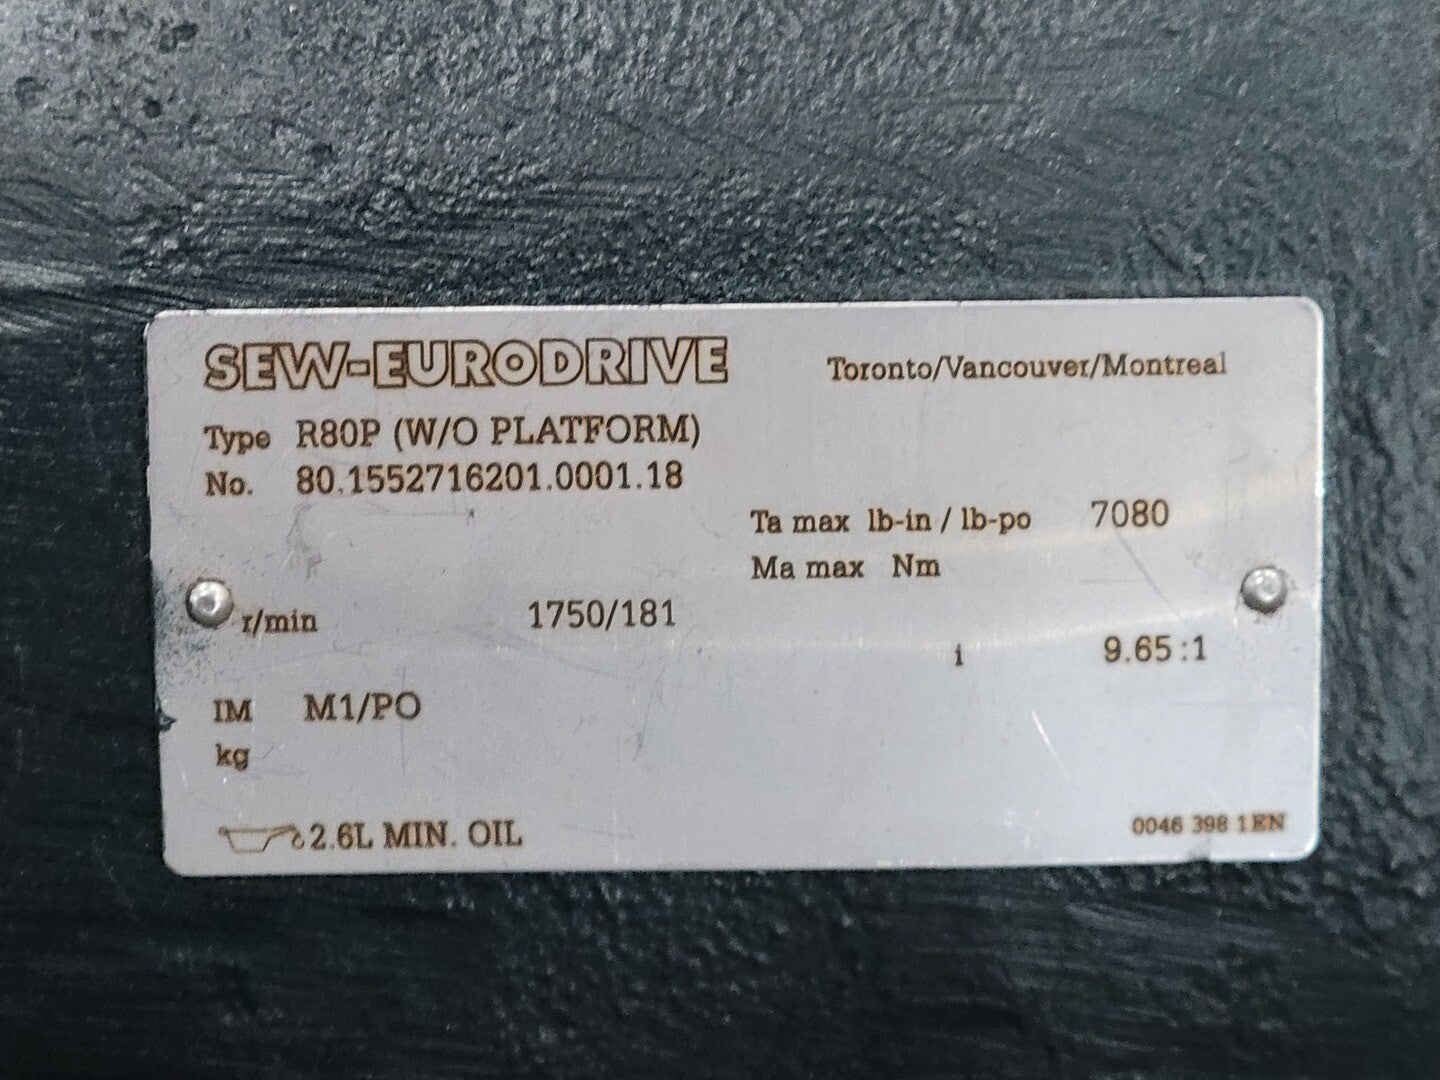 SEW-EURODRIVE Toronto/Vancouver/Montreal
Type R80P (W/O PLATFORM)
No. 80.1552716201.0001.18
Ta max lb-in / lb-po 7080
Ma max Nm
r/min 1750/181
i 9.65 :1
IM M1/PO
kg
2.6L MIN. OIL
0046 398 1EN